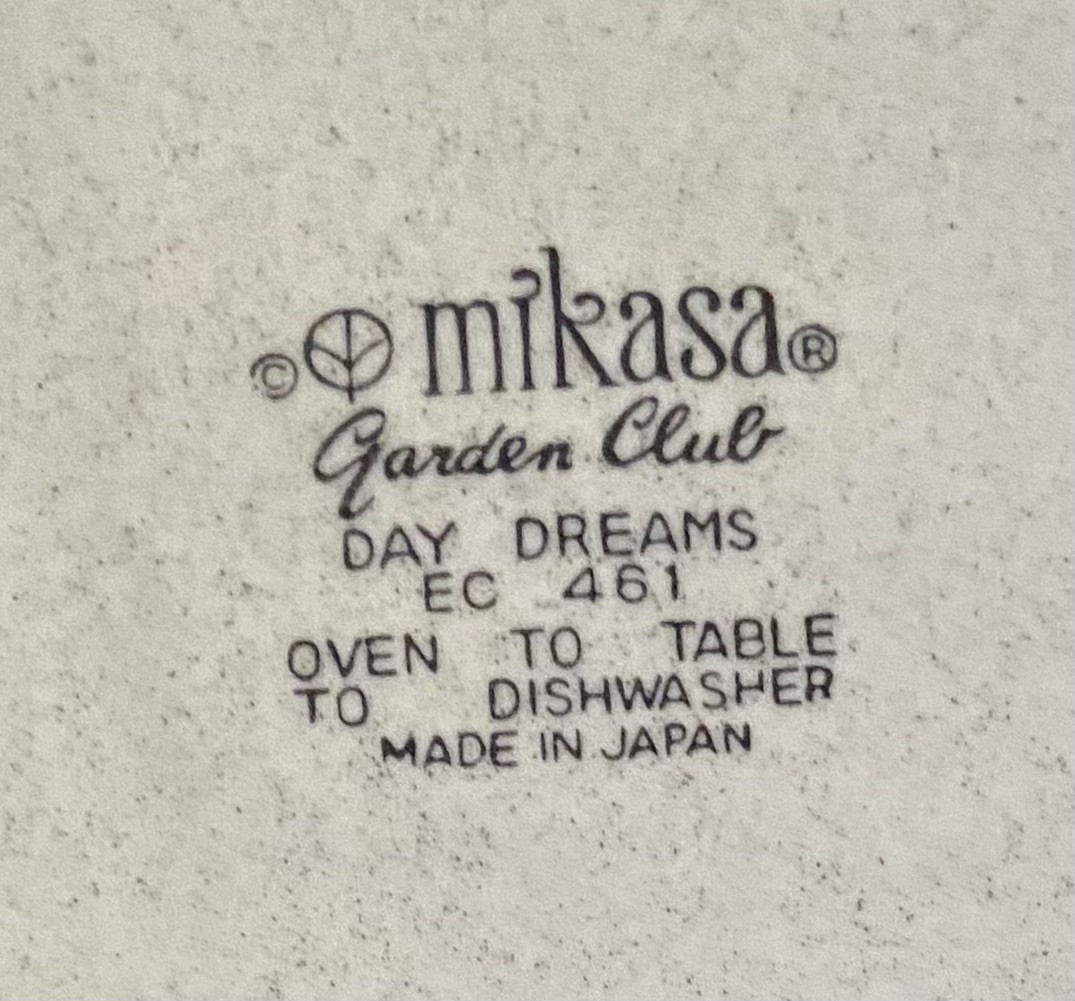 © mikasa®
Garden Club
DAY DREAMS
EC 461
OVEN TO TABLE
TO DISHWASHER
MADE IN JAPAN